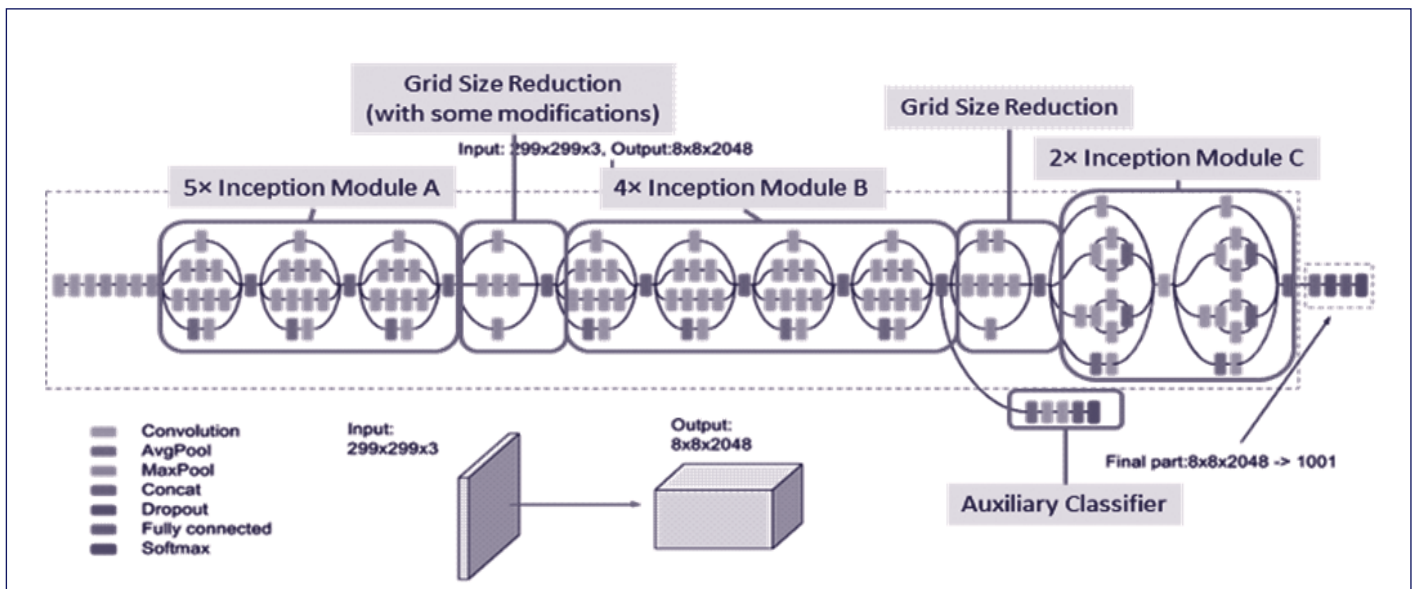 Grid Size Reduction
(with some modifications)
Grid Size Reduction
Input: 299x299x3, Output:8x8x2048
2× Inception Module C
5× Inception Module A
4× Inception Module B
Convolution
AvgPool
MaxPool
Concat
Dropout
Fully connected
Softmax
Input:
299x299x3
Output:
8x8x2048
Final part:8x8x2048 -> 1001
Auxiliary Classifier